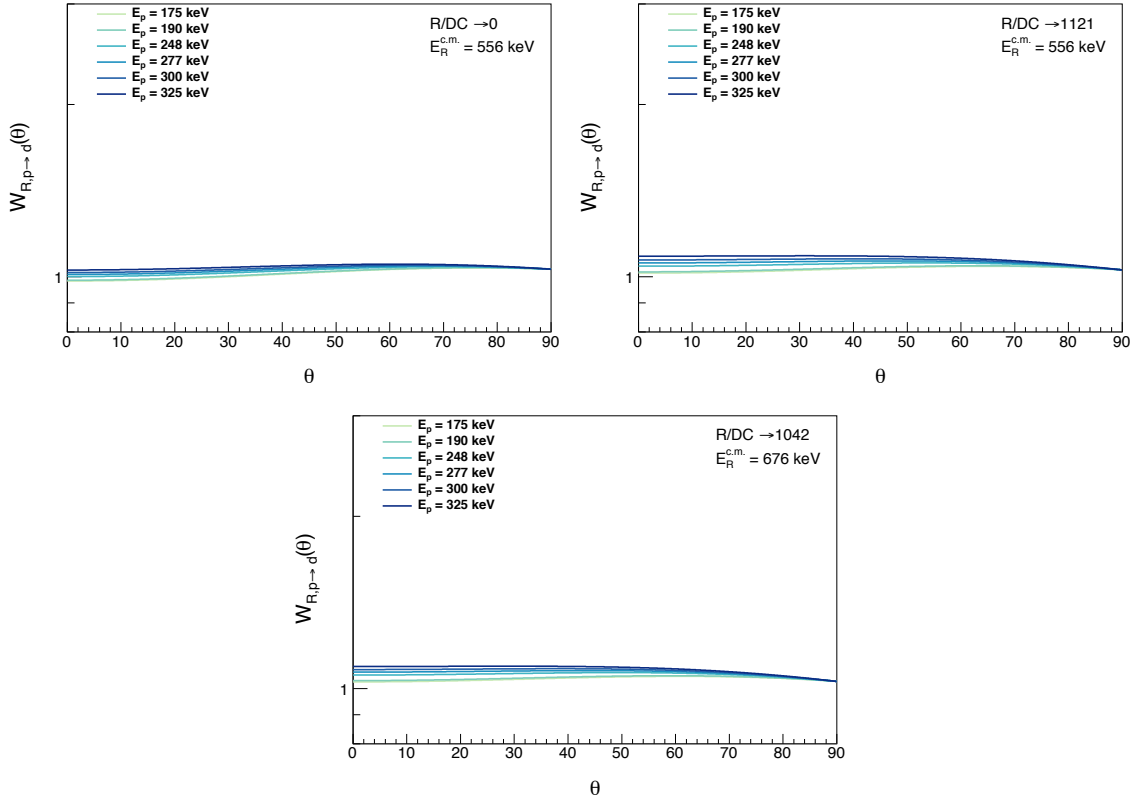 E_p = 175 keV
E_p = 190 keV
E_p = 248 keV
E_p = 277 keV
E_p = 300 keV
E_p = 325 keV
R/DC →0
E_R^{c.m.} = 556 keV
W_{R,p→ d}(θ)
1
0 10 20 30 40 50 60 70 80 90
θ
E_p = 175 keV
E_p = 190 keV
E_p = 248 keV
E_p = 277 keV
E_p = 300 keV
E_p = 325 keV
R/DC →1121
E_R^{c.m.} = 556 keV
W_{R,p→ d}(θ)
1
0 10 20 30 40 50 60 70 80 90
θ
E_p = 175 keV
E_p = 190 keV
E_p = 248 keV
E_p = 277 keV
E_p = 300 keV
E_p = 325 keV
R/DC →1042
E_R^{c.m.} = 676 keV
W_{R,p→ d}(θ)
1
0 10 20 30 40 50 60 70 80 90
θ